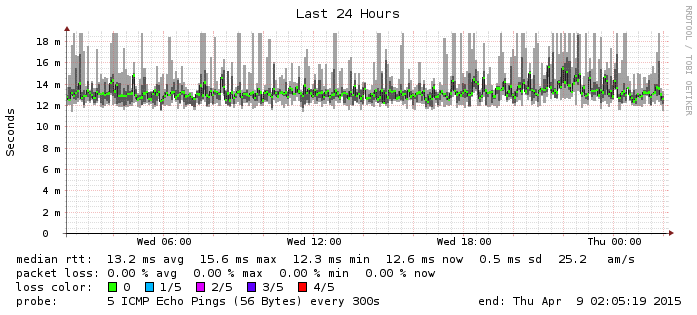 Last 24 Hours
RRDTOOL / TOBI OETIKER
Seconds
18 m
16 m
14 m
12 m
10 m
8 m
6 m
4 m
2 m
0
Wed 06:00 Wed 12:00 Wed 18:00 Thu 00:00
median rtt: 13.2 ms avg 15.6 ms max 12.3 ms min 12.6 ms now 0.5 ms sd 25.2 am/s
packet loss: 0.00 % avg 0.00 % max 0.00 % min 0.00 % now
loss color: 0 1/5 2/5 3/5 4/5
probe: 5 ICMP Echo Pings (56 Bytes) every 300s end: Thu Apr 9 02:05:19 2015